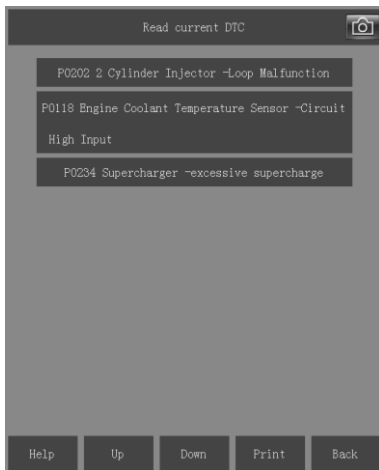 Read current DTC
P0202 2 Cylinder Injector -Loop Malfunction
P0118 Engine Coolant Temperature Sensor -Circuit
High Input
P0234 Supercharger -excessive supercharge
Help Up Down Print Back